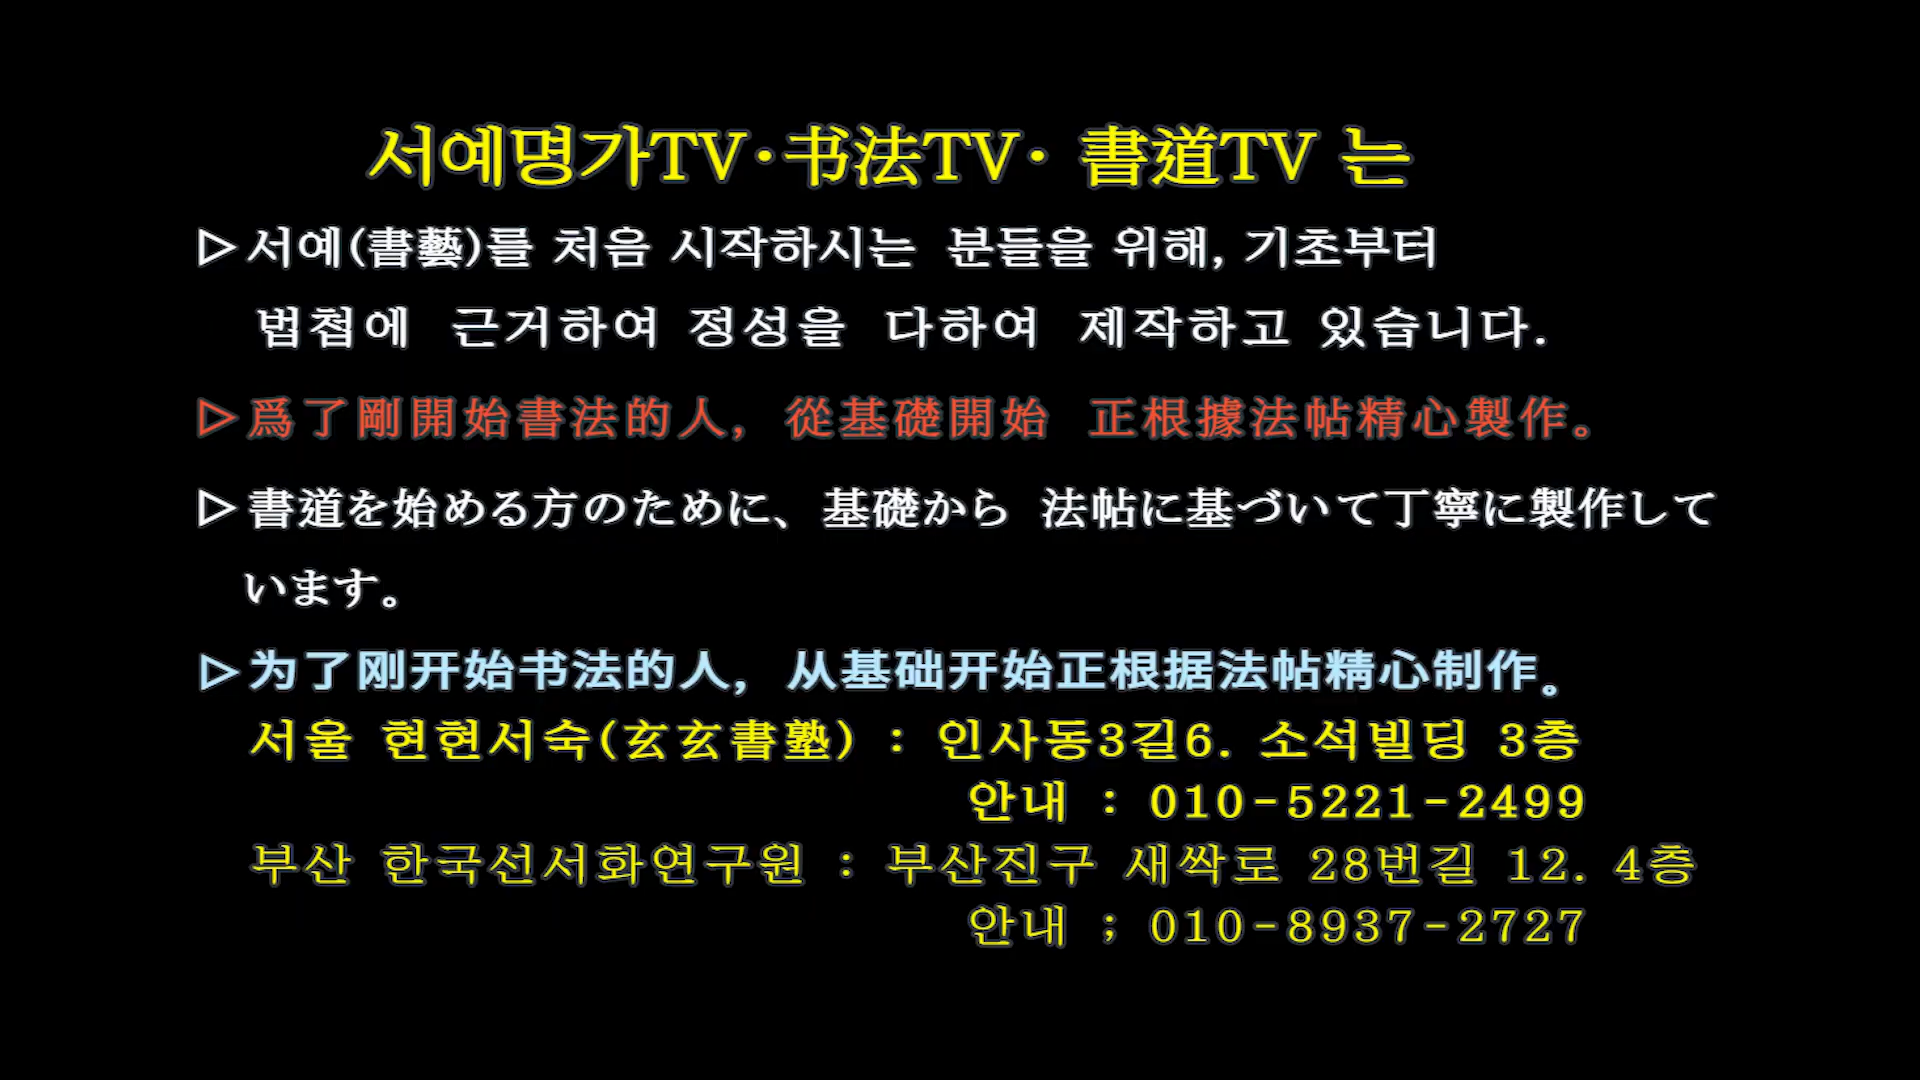 서예명가TV·书法TV· 書道TV 는
▷서예(書藝)를 처음 시작하시는 분들을 위해, 기초부터
법첩에 근거하여 정성을 다하여 제작하고 있습니다.
▷爲了剛開始書法的人，從基礎開始 正根據法帖精心製作。
▷書道を始める方のために、基礎から 法帖に基づいて丁寧に製作して
います。
▷为了刚开始书法的人，从基础开始正根据法帖精心制作。
서울 현현서숙(玄玄書塾) : 인사동3길6. 소석빌딩 3층
안내 : 010-5221-2499
부산 한국선서화연구원 : 부산진구 새싹로 28번길 12. 4층
안내 ; 010-8937-2727